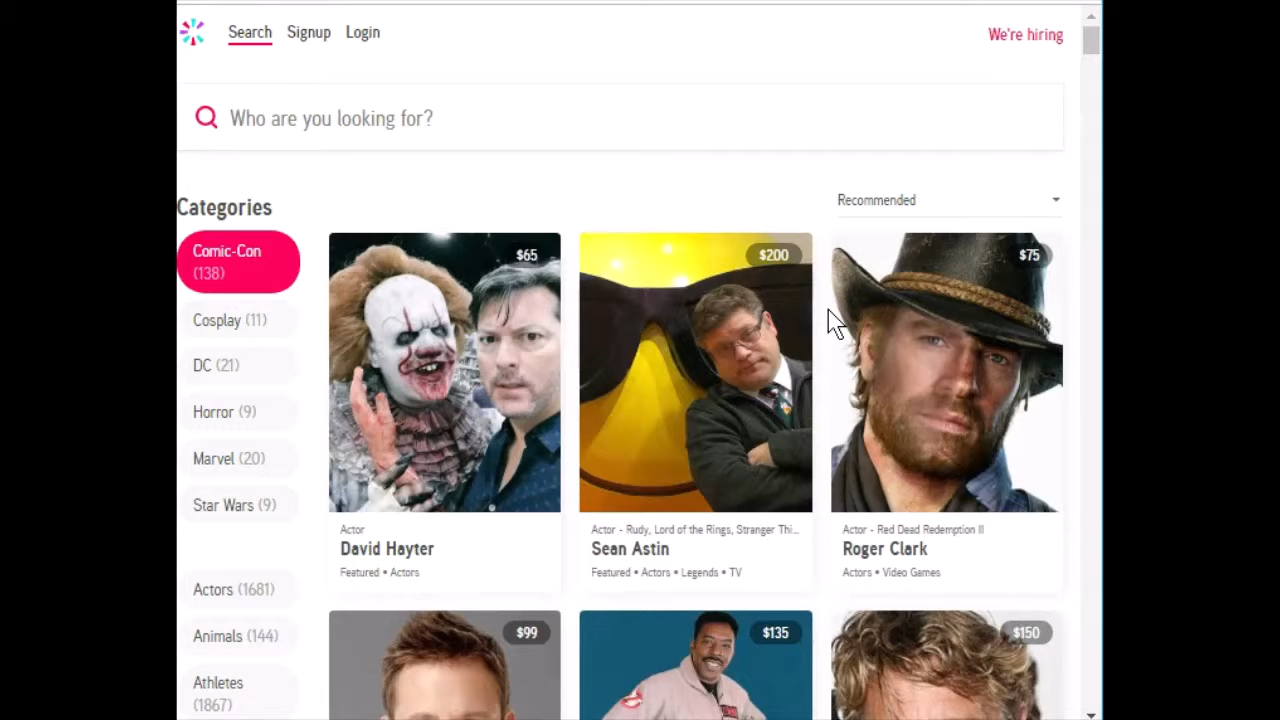 Search Signup Login
We're hiring
Who are you looking for?
Categories
Recommended
Comic-Con
(138)
Cosplay (11)
DC (21)
Horror (9)
Marvel (20)
Star Wars (9)
Actors (1681)
Animals (144)
Athletes
(1867)
$65
Actor
David Hayter
Featured • Actors
$200
Actor - Rudy, Lord of the Rings, Stranger Thi...
Sean Astin
Featured • Actors • Legends • TV
$75
Actor - Red Dead Redemption II
Roger Clark
Actors • Video Games
$99
$135
$150